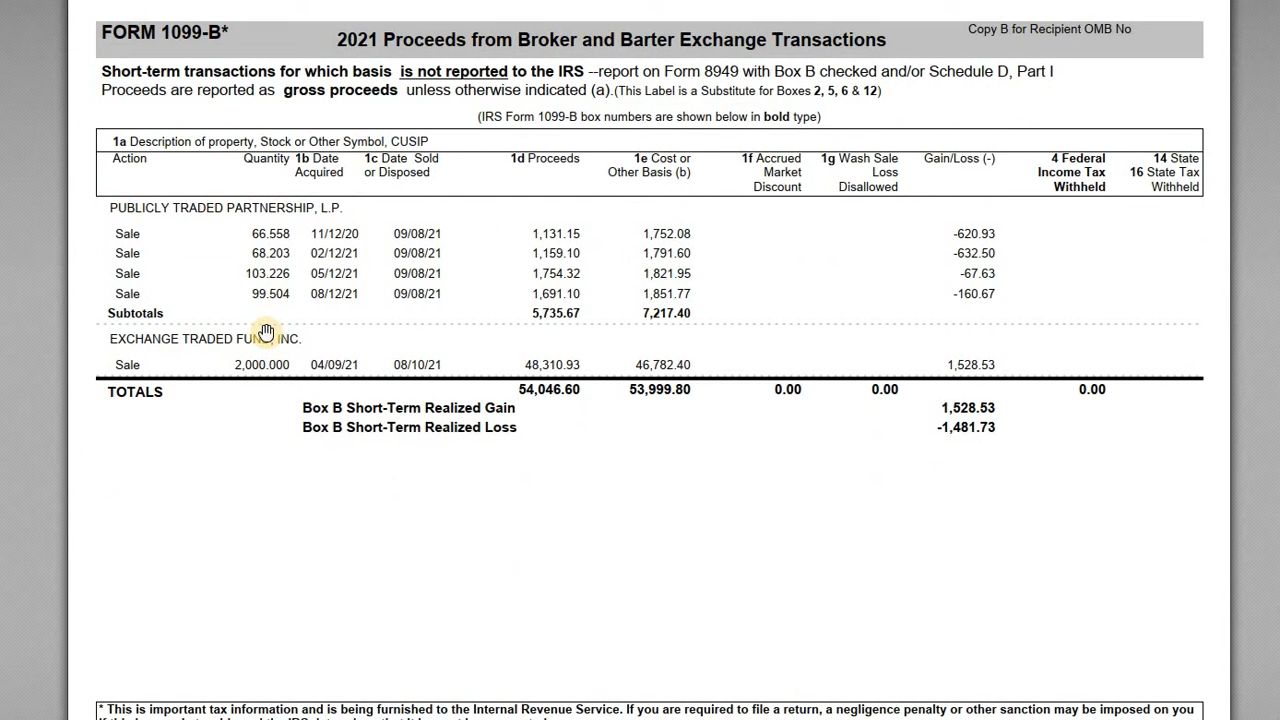 FORM 1099-B*
2021 Proceeds from Broker and Barter Exchange Transactions
Copy B for Recipient OMB No
Short-term transactions for which basis is not reported to the IRS --report on Form 8949 with Box B checked and/or Schedule D, Part I
Proceeds are reported as gross proceeds unless otherwise indicated (a).(This Label is a Substitute for Boxes 2, 5, 6 & 12)
(IRS Form 1099-B box numbers are shown below in bold type)
1a Description of property, Stock or Other Symbol, CUSIP
Action Quantity 1b Date 1c Date Sold 1d Proceeds 1e Cost or 1f Accrued 1g Wash Sale Gain/Loss (-) 4 Federal 14 State
Acquired or Disposed Other Basis (b) Market Loss Income Tax 16 State Tax
Discount Disallowed Withheld Withheld
PUBLICLY TRADED PARTNERSHIP, L.P.
Sale 66.558 11/12/20 09/08/21 1,131.15 1,752.08 -620.93
Sale 68.203 02/12/21 09/08/21 1,159.10 1,791.60 -632.50
Sale 103.226 05/12/21 09/08/21 1,754.32 1,821.95 -67.63
Sale 99.504 08/12/21 09/08/21 1,691.10 1,851.77 -160.67
Subtotals 5,735.67 7,217.40
EXCHANGE TRADED FUND, INC.
Sale 2,000.000 04/09/21 08/10/21 48,310.93 46,782.40 1,528.53
TOTALS 54,046.60 53,999.80 0.00 0.00 0.00
Box B Short-Term Realized Gain 1,528.53
Box B Short-Term Realized Loss -1,481.73
* This is important tax information and is being furnished to the Internal Revenue Service. If you are required to file a return, a negligence penalty or other sanction may be imposed on you